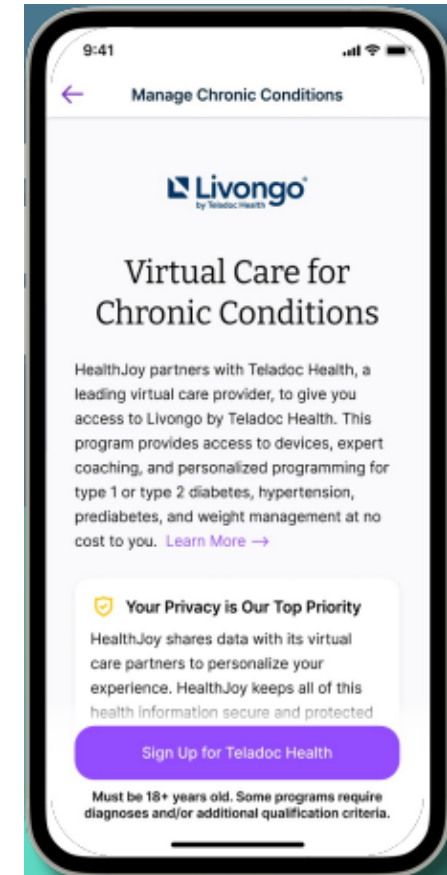 9:41
Manage Chronic Conditions
Livongo
by Teladoc Health
Virtual Care for
Chronic Conditions
HealthJoy partners with Teladoc Health, a
leading virtual care provider, to give you
access to Livongo by Teladoc Health. This
program provides access to devices, expert
coaching, and personalized programming for
type 1 or type 2 diabetes, hypertension,
prediabetes, and weight management at no
cost to you. Learn More →
Your Privacy is Our Top Priority
HealthJoy shares data with its virtual
care partners to personalize your
experience. HealthJoy keeps all of this
health information secure and protected
Sign Up for Teladoc Health
Must be 18+ years old. Some programs require
diagnoses and/or additional qualification criteria.